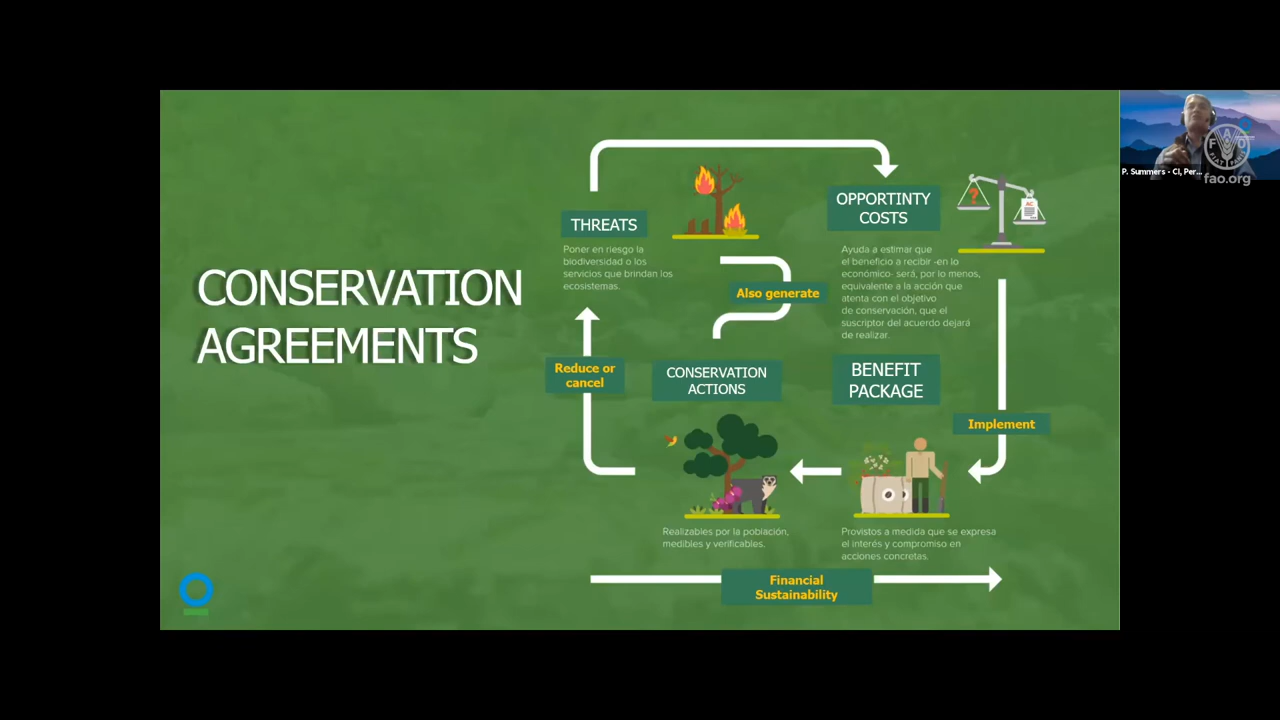 CONSERVATION
AGREEMENTS
THREATS
Poner en riesgo la
biodiversidad o los
servicios que brindan los
ecosistemas.
OPPORTINTY
COSTS
Ayuda a estimar que
el beneficio a recibir -en lo
económico- será, por lo menos,
equivalente a la acción que
atenta con el objetivo
de conservación, que el
suscriptor del acuerdo dejará
de realizar.
AC
Also generate
Reduce or
cancel
CONSERVATION
ACTIONS
BENEFIT
PACKAGE
Implement
Realizables por la población,
medibles y verificables.
Provistos a medida que se expresa
el interés y compromiso en
acciones concretas.
Financial
Sustainability
P. Summers - CI, Per...
F A O
FIAT PANIS
fao.org